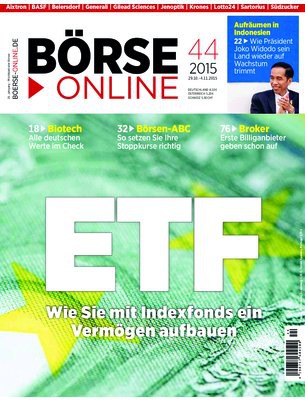 Aixtron | BASF | Beiersdorf | Generali | Gilead Sciences | Jenoptik | Krones | Lotto24 | Sartorius | Südzucker
BOERSE-ONLINE.DE
BÖRSE
ONLINE
44
2015
29.10. - 4.11.2015
Aufräumen in
Indonesien
22 Wie Präsident
Joko Widodo sein
Land wieder auf
Wachstum
trimmt
18 Biotech
Alle deutschen
Werte im Check
32 Börsen-ABC
So setzen Sie Ihre
Stoppkurse richtig
76 Broker
Erste Billiganbieter
geben schon auf
ETF
Wie Sie mit Indexfonds ein
Vermögen aufbauen